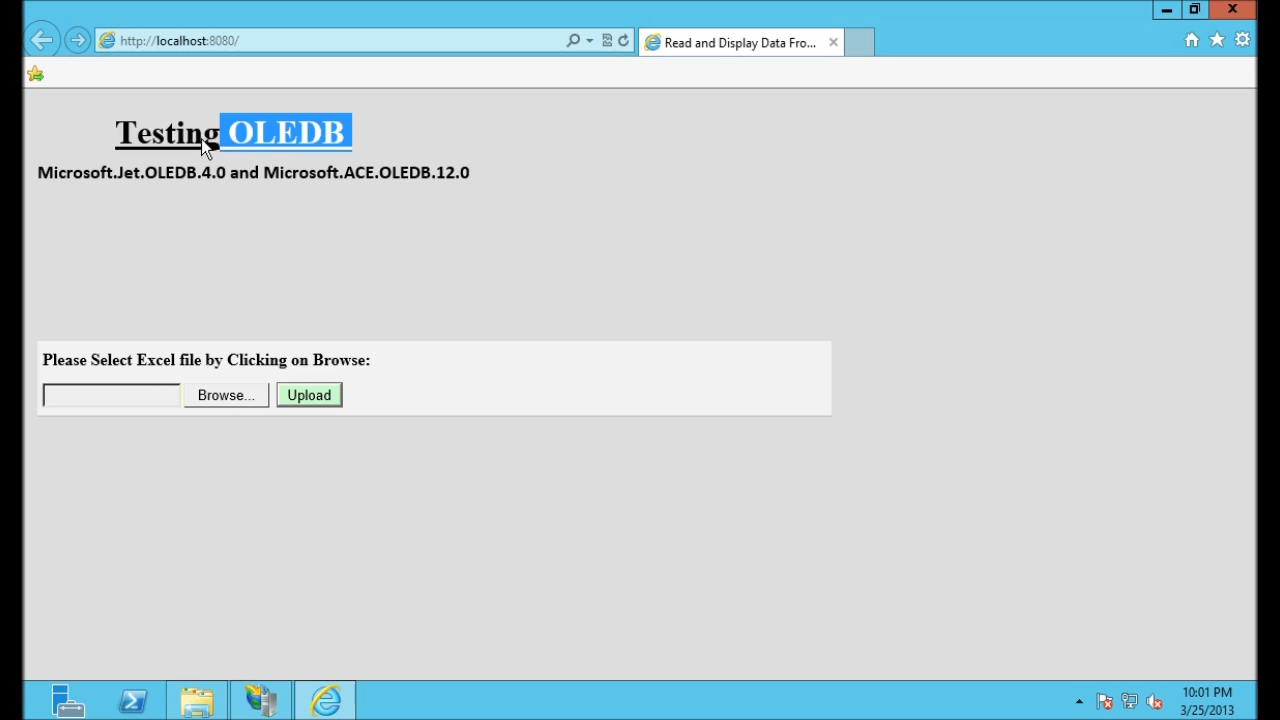 http://localhost:8080/
Read and Display Data Fro...
Testing OLEDB
Microsoft.Jet.OLEDB.4.0 and Microsoft.ACE.OLEDB.12.0
Please Select Excel file by Clicking on Browse:
Browse... Upload
10:01 PM
3/25/2013